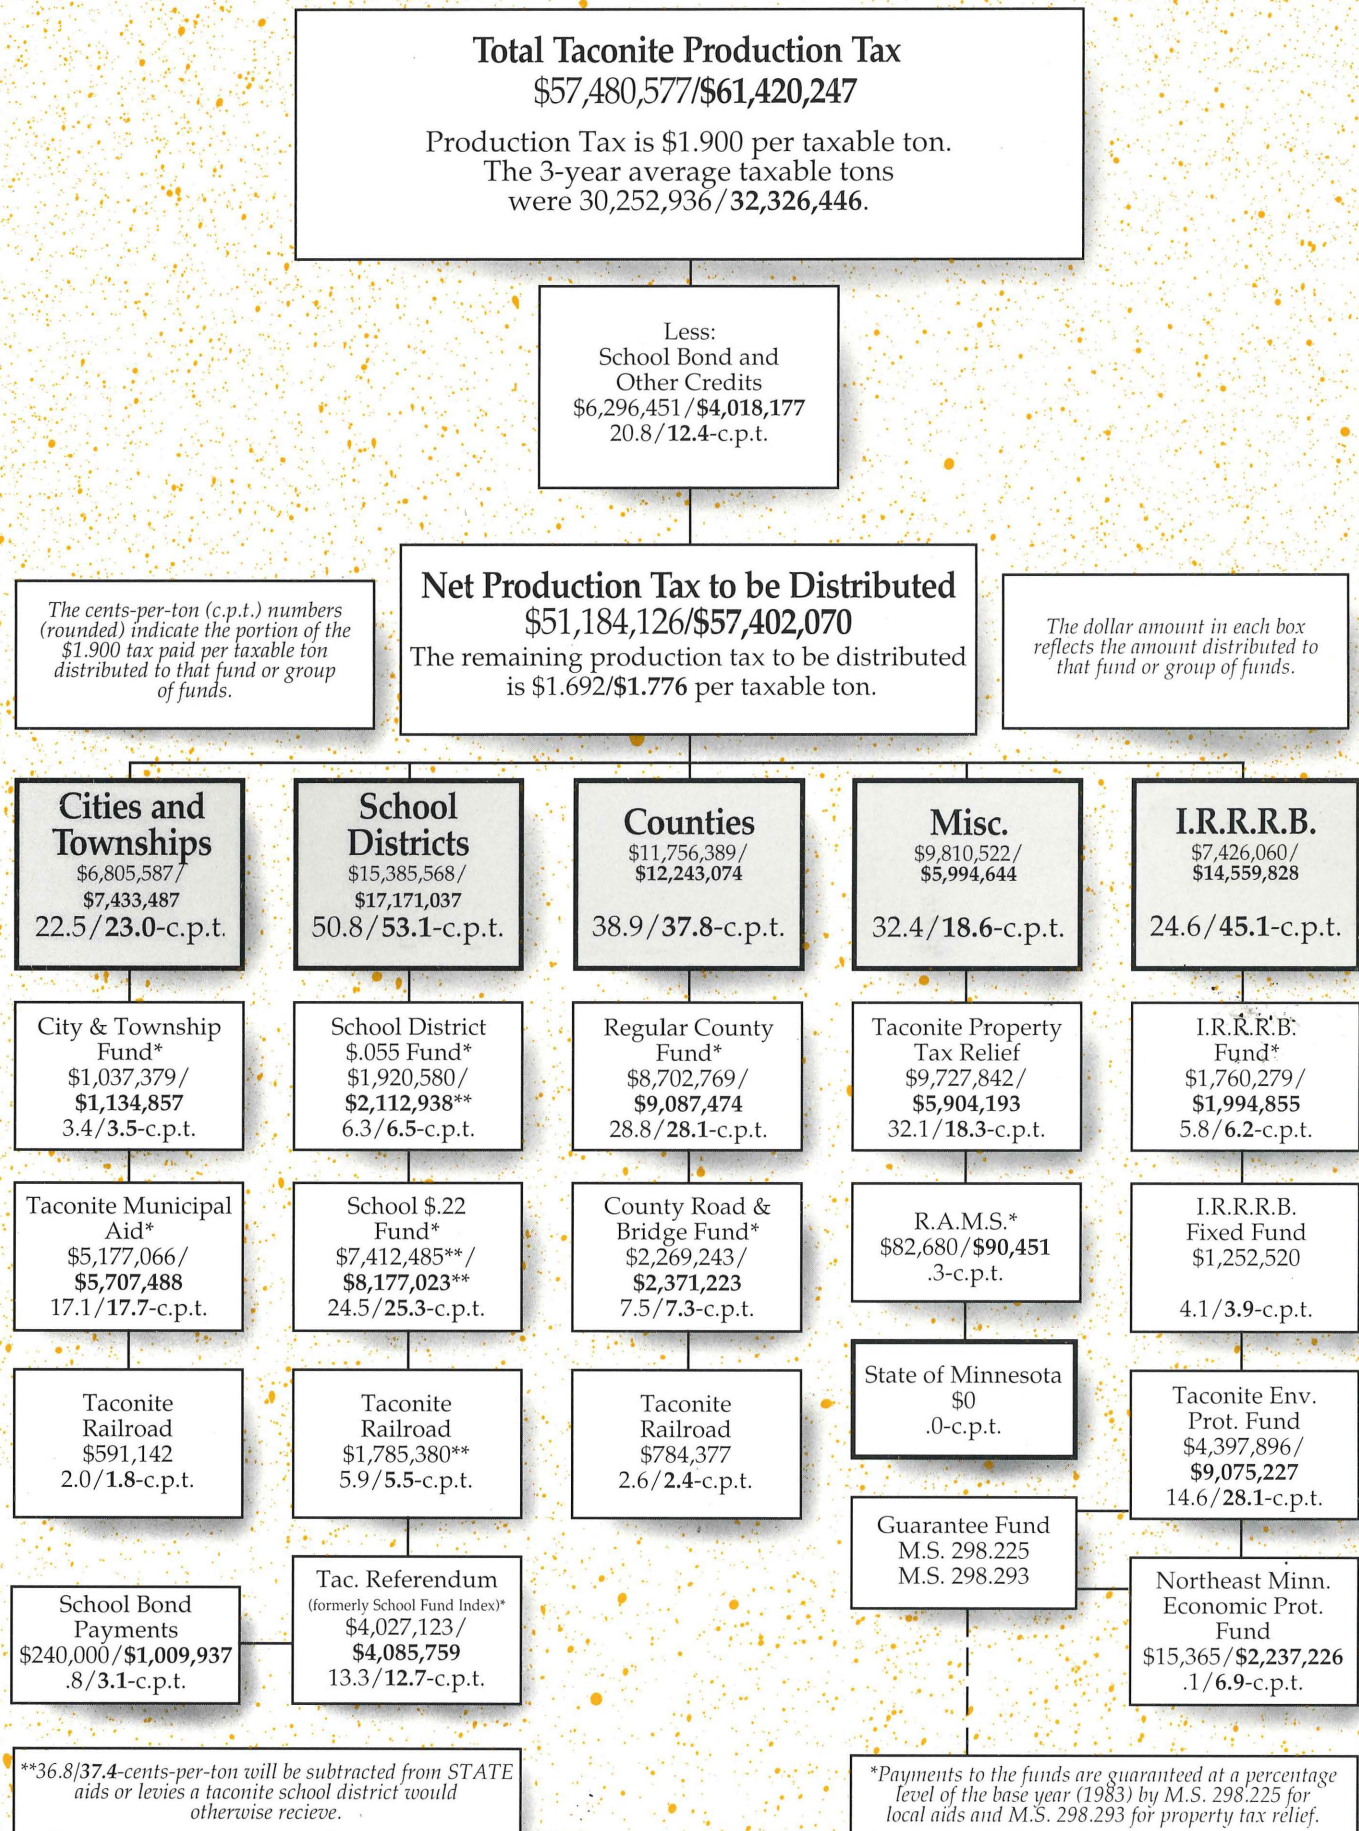 Total Taconite Production Tax
$57,480,577/$61,420,247
Production Tax is $1.900 per taxable ton.
The 3-year average taxable tons
were 30,252,936/32,326,446.
Less:
School Bond and
Other Credits
$6,296,451/$4,018,177
20.8/12.4-c.p.t.
The cents-per-ton (c.p.t.) numbers
(rounded) indicate the portion of the
$1.900 tax paid per taxable ton
distributed to that fund or group
of funds.
Net Production Tax to be Distributed
$51,184,126/$57,402,070
The remaining production tax to be distributed
is $1.692/$1.776 per taxable ton.
The dollar amount in each box
reflects the amount distributed to
that fund or group of funds.
Cities and
Townships
$6,805,587/
$7,433,487
22.5/23.0-c.p.t.
School
Districts
$15,385,568/
$17,171,037
50.8/53.1-c.p.t.
Counties
$11,756,389/
$12,243,074
38.9/37.8-c.p.t.
Misc.
$9,810,522/
$5,994,644
32.4/18.6-c.p.t.
I.R.R.R.B.
$7,426,060/
$14,559,828
24.6/45.1-c.p.t.
City & Township
Fund*
$1,037,379/
$1,134,857
3.4/3.5-c.p.t.
School District
$.055 Fund*
$1,920,580/
$2,112,938**
6.3/6.5-c.p.t.
Regular County
Fund*
$8,702,769/
$9,087,474
28.8/28.1-c.p.t.
Taconite Property
Tax Relief
$9,727,842/
$5,904,193
32.1/18.3-c.p.t.
I.R.R.R.B.
Fund*
$1,760,279/
$1,994,855
5.8/6.2-c.p.t.
Taconite Municipal
Aid*
$5,177,066/
$5,707,488
17.1/17.7-c.p.t.
School $.22
Fund*
$7,412,485**/
$8,177,023**
24.5/25.3-c.p.t.
County Road &
Bridge Fund*
$2,269,243/
$2,371,223
7.5/7.3-c.p.t.
R.A.M.S.*
$82,680/$90,451
.3-c.p.t.
I.R.R.R.B.
Fixed Fund
$1,252,520
4.1/3.9-c.p.t.
Taconite
Railroad
$591,142
2.0/1.8-c.p.t.
Taconite
Railroad
$1,785,380**
5.9/5.5-c.p.t.
Taconite
Railroad
$784,377
2.6/2.4-c.p.t.
State of Minnesota
$0
.0-c.p.t.
Taconite Env.
Prot. Fund
$4,397,896/
$9,075,227
14.6/28.1-c.p.t.
Guarantee Fund
M.S. 298.225
M.S. 298.293
School Bond
Payments
$240,000/$1,009,937
.8/3.1-c.p.t.
Tac. Referendum
(formerly School Fund Index)*
$4,027,123/
$4,085,759
13.3/12.7-c.p.t.
Northeast Minn.
Economic Prot.
Fund
$15,365/$2,237,226
.1/6.9-c.p.t.
**36.8/37.4-cents-per-ton will be subtracted from STATE
aids or levies a taconite school district would
otherwise recieve.
*Payments to the funds are guaranteed at a percentage
level of the base year (1983) by M.S. 298.225 for
local aids and M.S. 298.293 for property tax relief.